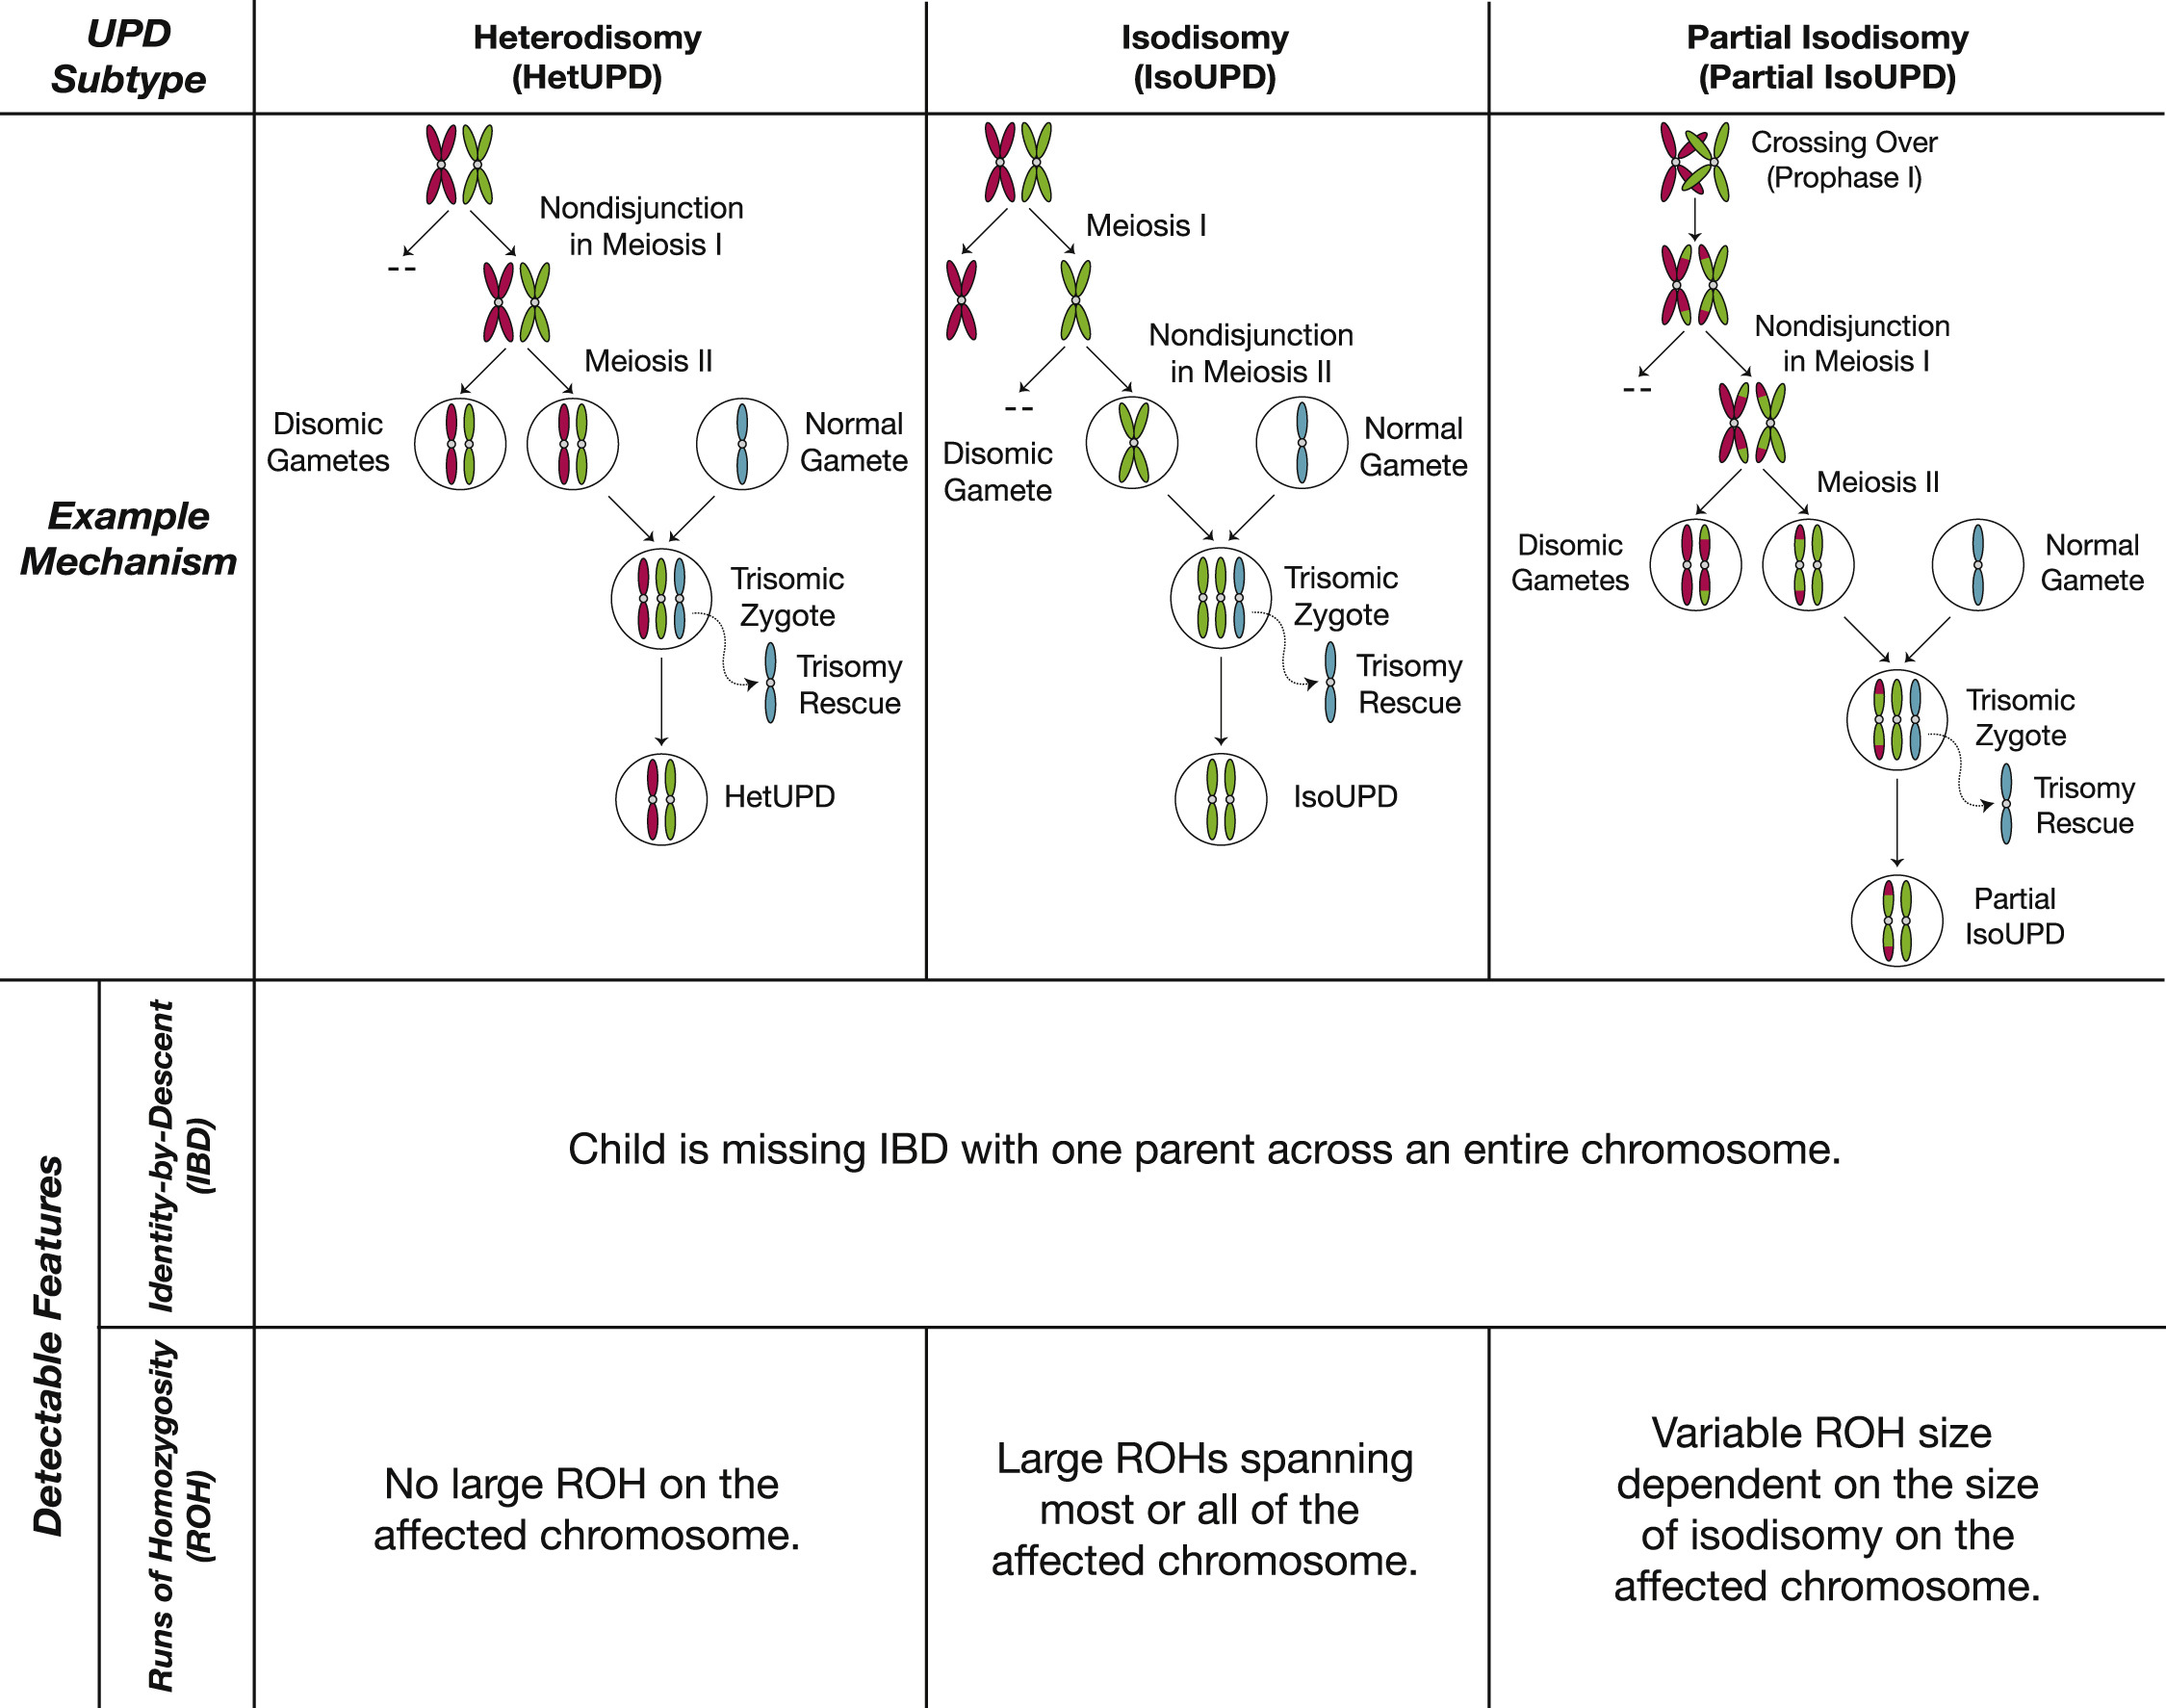 UPD
Subtype
Heterodisomy
(HetUPD)
Isodisomy
(IsoUPD)
Partial Isodisomy
(Partial IsoUPD)
Example
Mechanism
Nondisjunction
in Meiosis I
--
Meiosis II
Disomic
Gametes
Normal
Gamete
Trisomic
Zygote
Trisomy
Rescue
HetUPD
Meiosis I
Nondisjunction
in Meiosis II
--
Disomic
Gamete
Normal
Gamete
Trisomic
Zygote
Trisomy
Rescue
IsoUPD
Crossing Over
(Prophase I)
Nondisjunction
in Meiosis I
--
Meiosis II
Disomic
Gametes
Normal
Gamete
Trisomic
Zygote
Trisomy
Rescue
Partial
IsoUPD
Detectable Features
Identity-by-Descent
(IBD)
Child is missing IBD with one parent across an entire chromosome.
Runs of Homozygosity
(ROH)
No large ROH on the
affected chromosome.
Large ROHs spanning
most or all of the
affected chromosome.
Variable ROH size
dependent on the size
of isodisomy on the
affected chromosome.